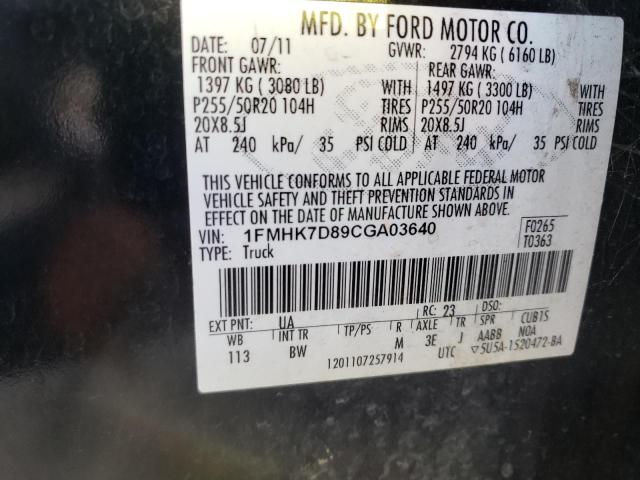 MFD. BY FORD MOTOR CO.
DATE: 07/11 GVWR: 2794 KG ( 6160 LB)
FRONT GAWR: REAR GAWR:
1397 KG ( 3080 LB) 1497 KG ( 3300 LB) WITH
P255/50R20 104H TIRES P255/50R20 104H TIRES
20X8.5J RIMS 20X8.5J RIMS
AT 240 kPa/ 35 PSI COLD AT 240 kPa/ 35 PSI COLD
THIS VEHICLE CONFORMS TO ALL APPLICABLE FEDERAL MOTOR
VEHICLE SAFETY AND THEFT PREVENTION STANDARDS IN
EFFECT ON THE DATE OF MANUFACTURE SHOWN ABOVE.
VIN: 1FMHK7D89CGA03640 F0265
TYPE: Truck T0363
EXT PNT: UA RC: 23 DSO:
WB INT TR TP/PS R AXLE TR SPR CUB1S
113 BW M 3E J AABB N0A
1201107257914 UTC ▽5U5A-1520472-BA